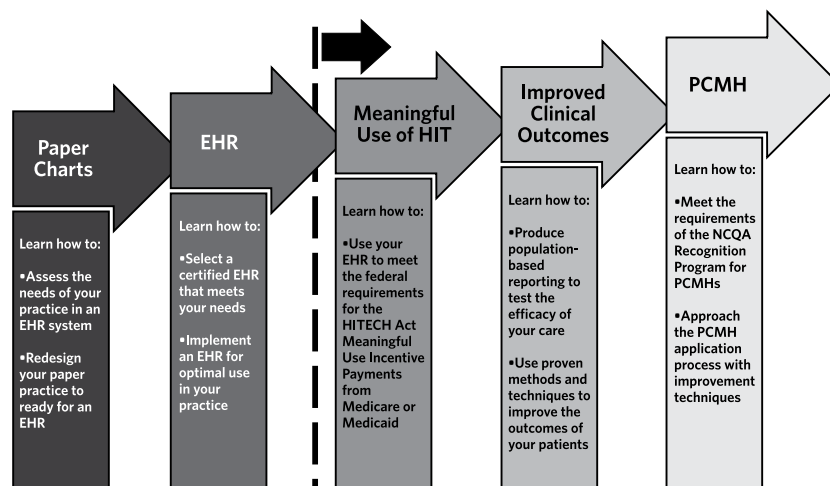 Paper
Charts
Learn how to:
▪Assess the
needs of your
practice in an
EHR system
▪Redesign
your paper
practice to
ready for an
EHR
EHR
Learn how to:
▪Select a
certified EHR
that meets
your needs
▪Implement
an EHR for
optimal use
in your
practice
Meaningful
Use of HIT
Learn how to:
▪Use your
EHR to meet
the federal
requirements
for the
HITECH Act
Meaningful
Use Incentive
Payments
from
Medicare or
Medicaid
Improved
Clinical
Outcomes
Learn how to:
▪Produce
population-
based
reporting to
test the
efficacy of
your care
▪Use proven
methods and
techniques to
improve the
outcomes of
your patients
PCMH
Learn how to:
▪Meet the
requirements
of the NCQA
Recognition
Program for
PCMHs
▪Approach
the PCMH
application
process with
improvement
techniques